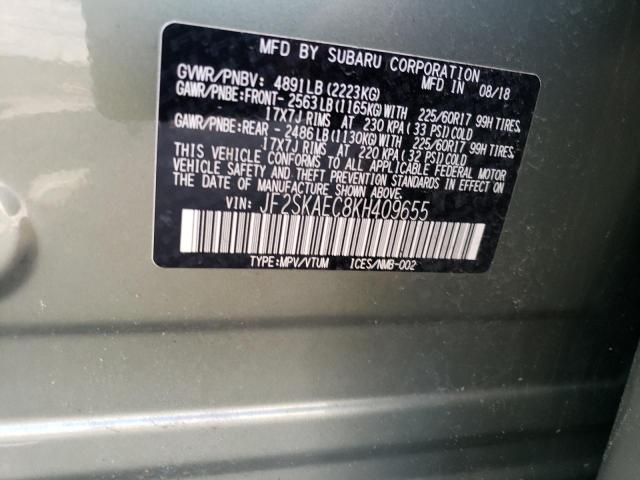 MFD BY SUBARU CORPORATION
GVWR/PNBV: 4891LB(2223KG) MFD IN 08/18
GAWR/PNBE:FRONT- 2563LB(1165KG)WITH 225/60R17 99H TIRES
17X7J RIMS AT 230 KPA(33 PSI)COLD
GAWR/PNBE:REAR - 2486LB(1130KG)WITH 225/60R17 99H TIRES
17X7J RIMS AT 220 KPA(32 PSI)COLD
THIS VEHICLE CONFORMS TO ALL APPLICABLE FEDERAL MOTOR
VEHICLE SAFETY AND THEFT PREVENTION STANDARDS IN EFFECT ON
THE DATE OF MANUFACTURE SHOWN ABOVE.
VIN: JF2SKAEC8KH409655
TYPE:MPV/VTUM ICES/NMB-002